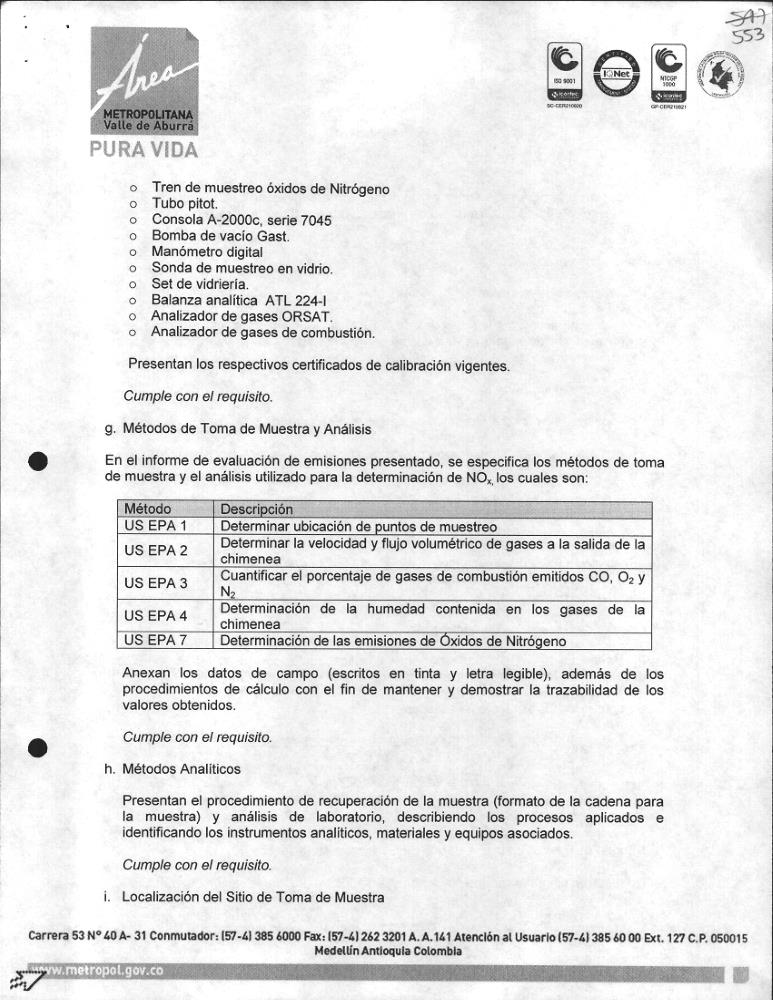 547
553
Área
METROPOLITANA
Valle de Aburrá
PURA VIDA
ISO 9001
icontec
SC-CER210920
CERTIFIED
IQNet
NTCGP
1000
icontec
GP-CER210921
o Tren de muestreo óxidos de Nitrógeno
o Tubo pitot.
o Consola A-2000c, serie 7045
o Bomba de vacío Gast.
o Manómetro digital
o Sonda de muestreo en vidrio.
o Set de vidriería.
o Balanza analítica ATL 224-I
o Analizador de gases ORSAT.
o Analizador de gases de combustión.
Presentan los respectivos certificados de calibración vigentes.
Cumple con el requisito.
g. Métodos de Toma de Muestra y Análisis
En el informe de evaluación de emisiones presentado, se especifica los métodos de toma
de muestra y el análisis utilizado para la determinación de NOx, los cuales son:
Método Descripción
US EPA 1 Determinar ubicación de puntos de muestreo
US EPA 2 Determinar la velocidad y flujo volumétrico de gases a la salida de la
chimenea
US EPA 3 Cuantificar el porcentaje de gases de combustión emitidos CO, O2 y
N2
US EPA 4 Determinación de la humedad contenida en los gases de la
chimenea
US EPA 7 Determinación de las emisiones de Óxidos de Nitrógeno
Anexan los datos de campo (escritos en tinta y letra legible), además de los
procedimientos de cálculo con el fin de mantener y demostrar la trazabilidad de los
valores obtenidos.
Cumple con el requisito.
h. Métodos Analíticos
Presentan el procedimiento de recuperación de la muestra (formato de la cadena para
la muestra) y análisis de laboratorio, describiendo los procesos aplicados e
identificando los instrumentos analíticos, materiales y equipos asociados.
Cumple con el requisito.
i. Localización del Sitio de Toma de Muestra
Carrera 53 N° 40 A- 31 Conmutador: (57-4) 385 6000 Fax: (57-4) 262 3201 A. A. 141 Atención al Usuario (57-4) 385 60 00 Ext. 127 C.P. 050015
Medellín Antioquia Colombia
www.metropol.gov.co